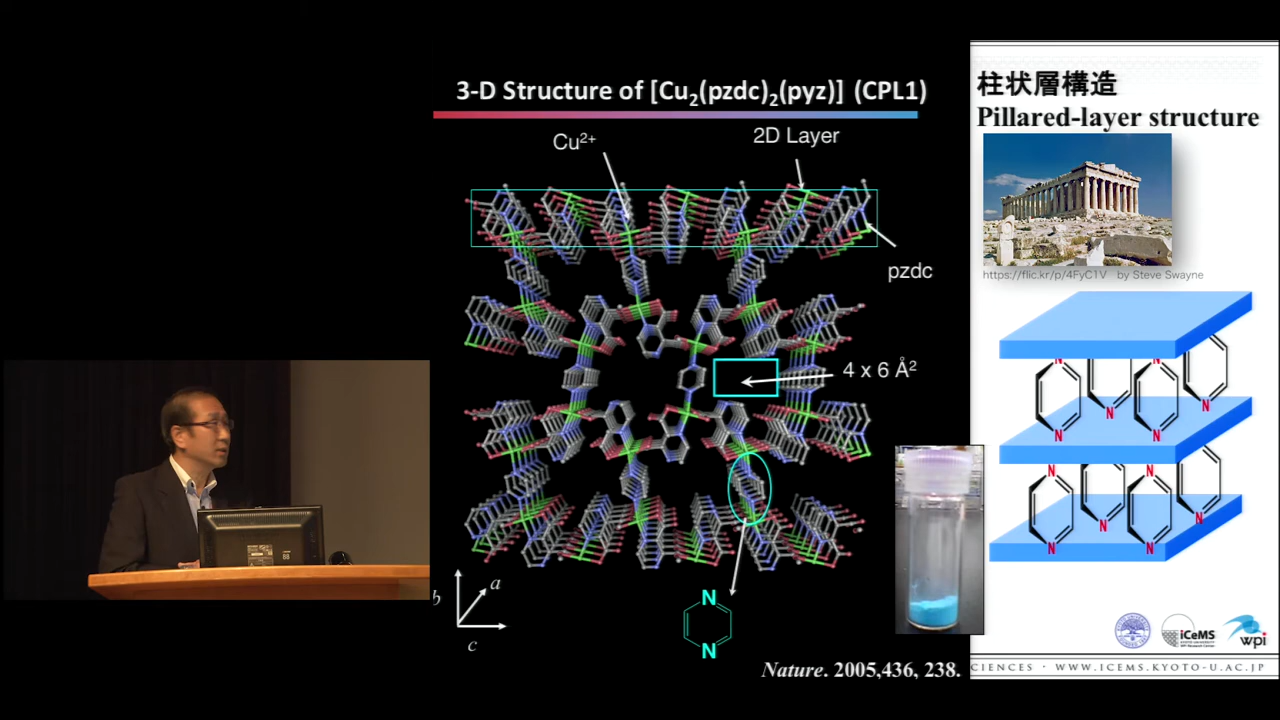 3-D Structure of [Cu₂(pzdc)₂(pyz)] (CPL1)
Cu²⁺
2D Layer
pzdc
4 x 6 Å²
b
a
c
N
N
Nature. 2005,436, 238.
柱状層構造
Pillared-layer structure
https://flic.kr/p/4FyC1V by Steve Swayne
N
N
N
N
N
N
N
N
N
N
N
N
iCeMS
wpi
CIENCES · WWW.ICEMS.KYOTO-U.AC.JP